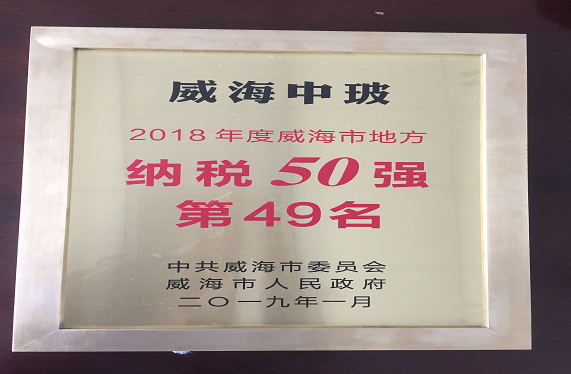 威海中玻
2018年度威海市地方
纳税50强
第49名
中共威海市委员会
威海市人民政府
二〇一九年一月